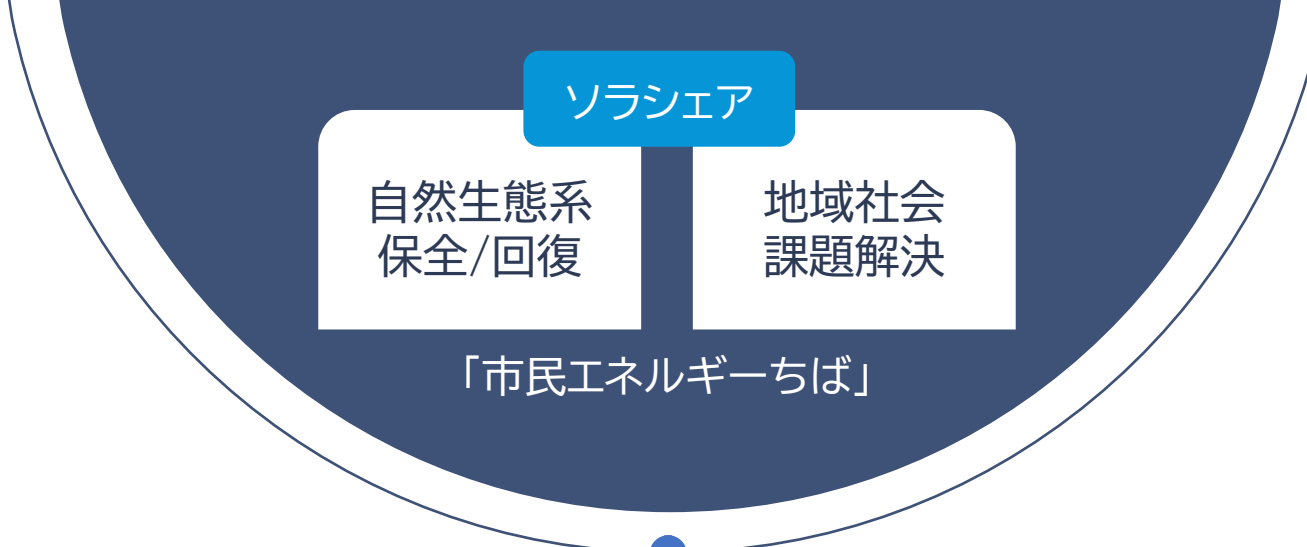 ソラシェア
自然生態系
保全/回復
地域社会
課題解決
「市民エネルギーちば」